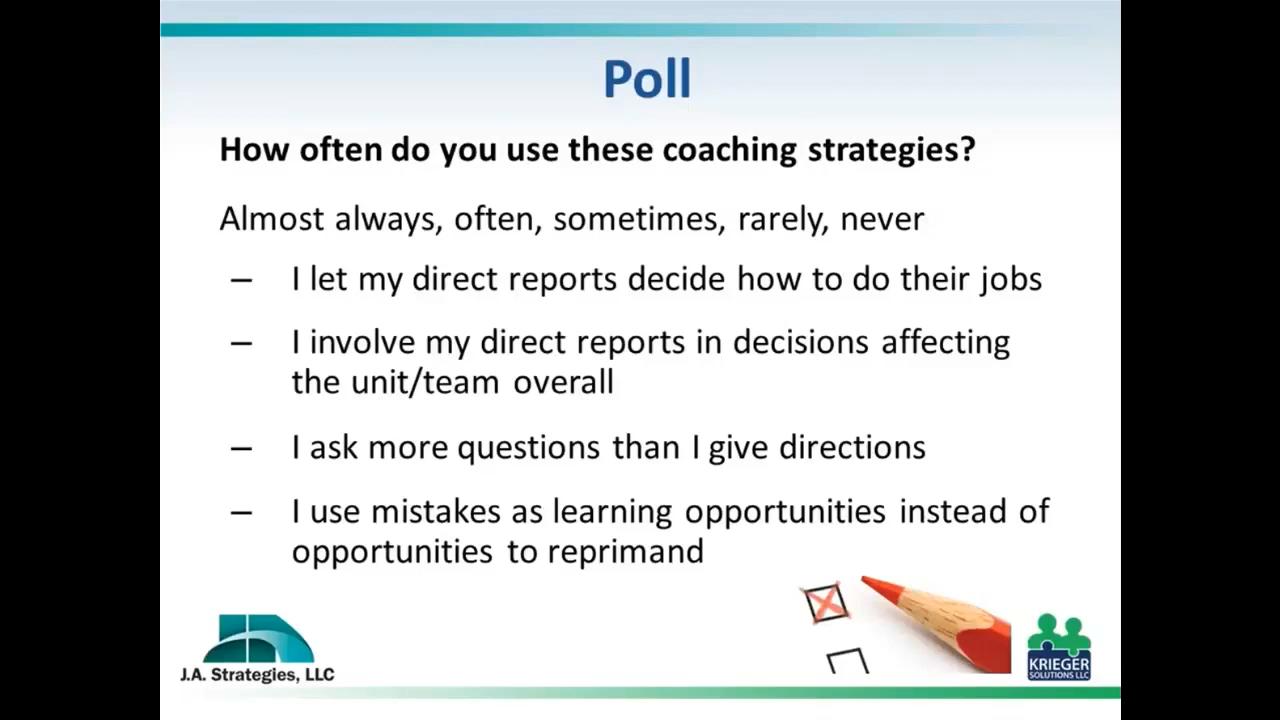 Poll
How often do you use these coaching strategies?
Almost always, often, sometimes, rarely, never
– I let my direct reports decide how to do their jobs
– I involve my direct reports in decisions affecting
the unit/team overall
– I ask more questions than I give directions
– I use mistakes as learning opportunities instead of
opportunities to reprimand
J.A. Strategies, LLC
KRIEGER
SOLUTIONS LLC